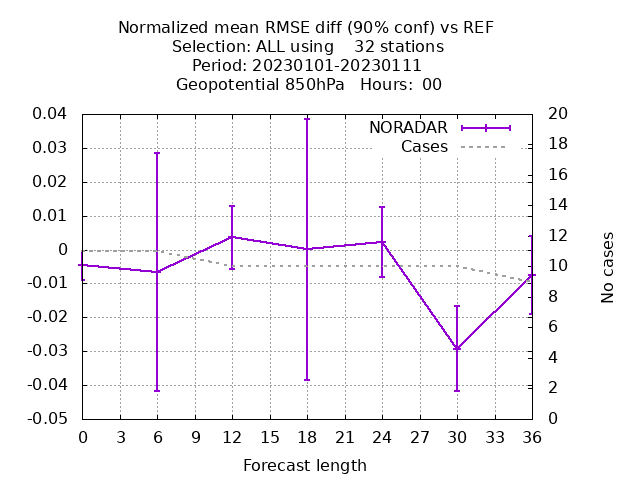 Normalized mean RMSE diff (90% conf) vs REF
Selection: ALL using    32 stations
Period: 20230101-20230111
Geopotential 850hPa   Hours:  00
NORADAR
Cases
0.04
0.03
0.02
0.01
0
-0.01
-0.02
-0.03
-0.04
-0.05
20
18
16
14
12
10
8
6
4
2
0
No cases
0 3 6 9 12 15 18 21 24 27 30 33 36
Forecast length